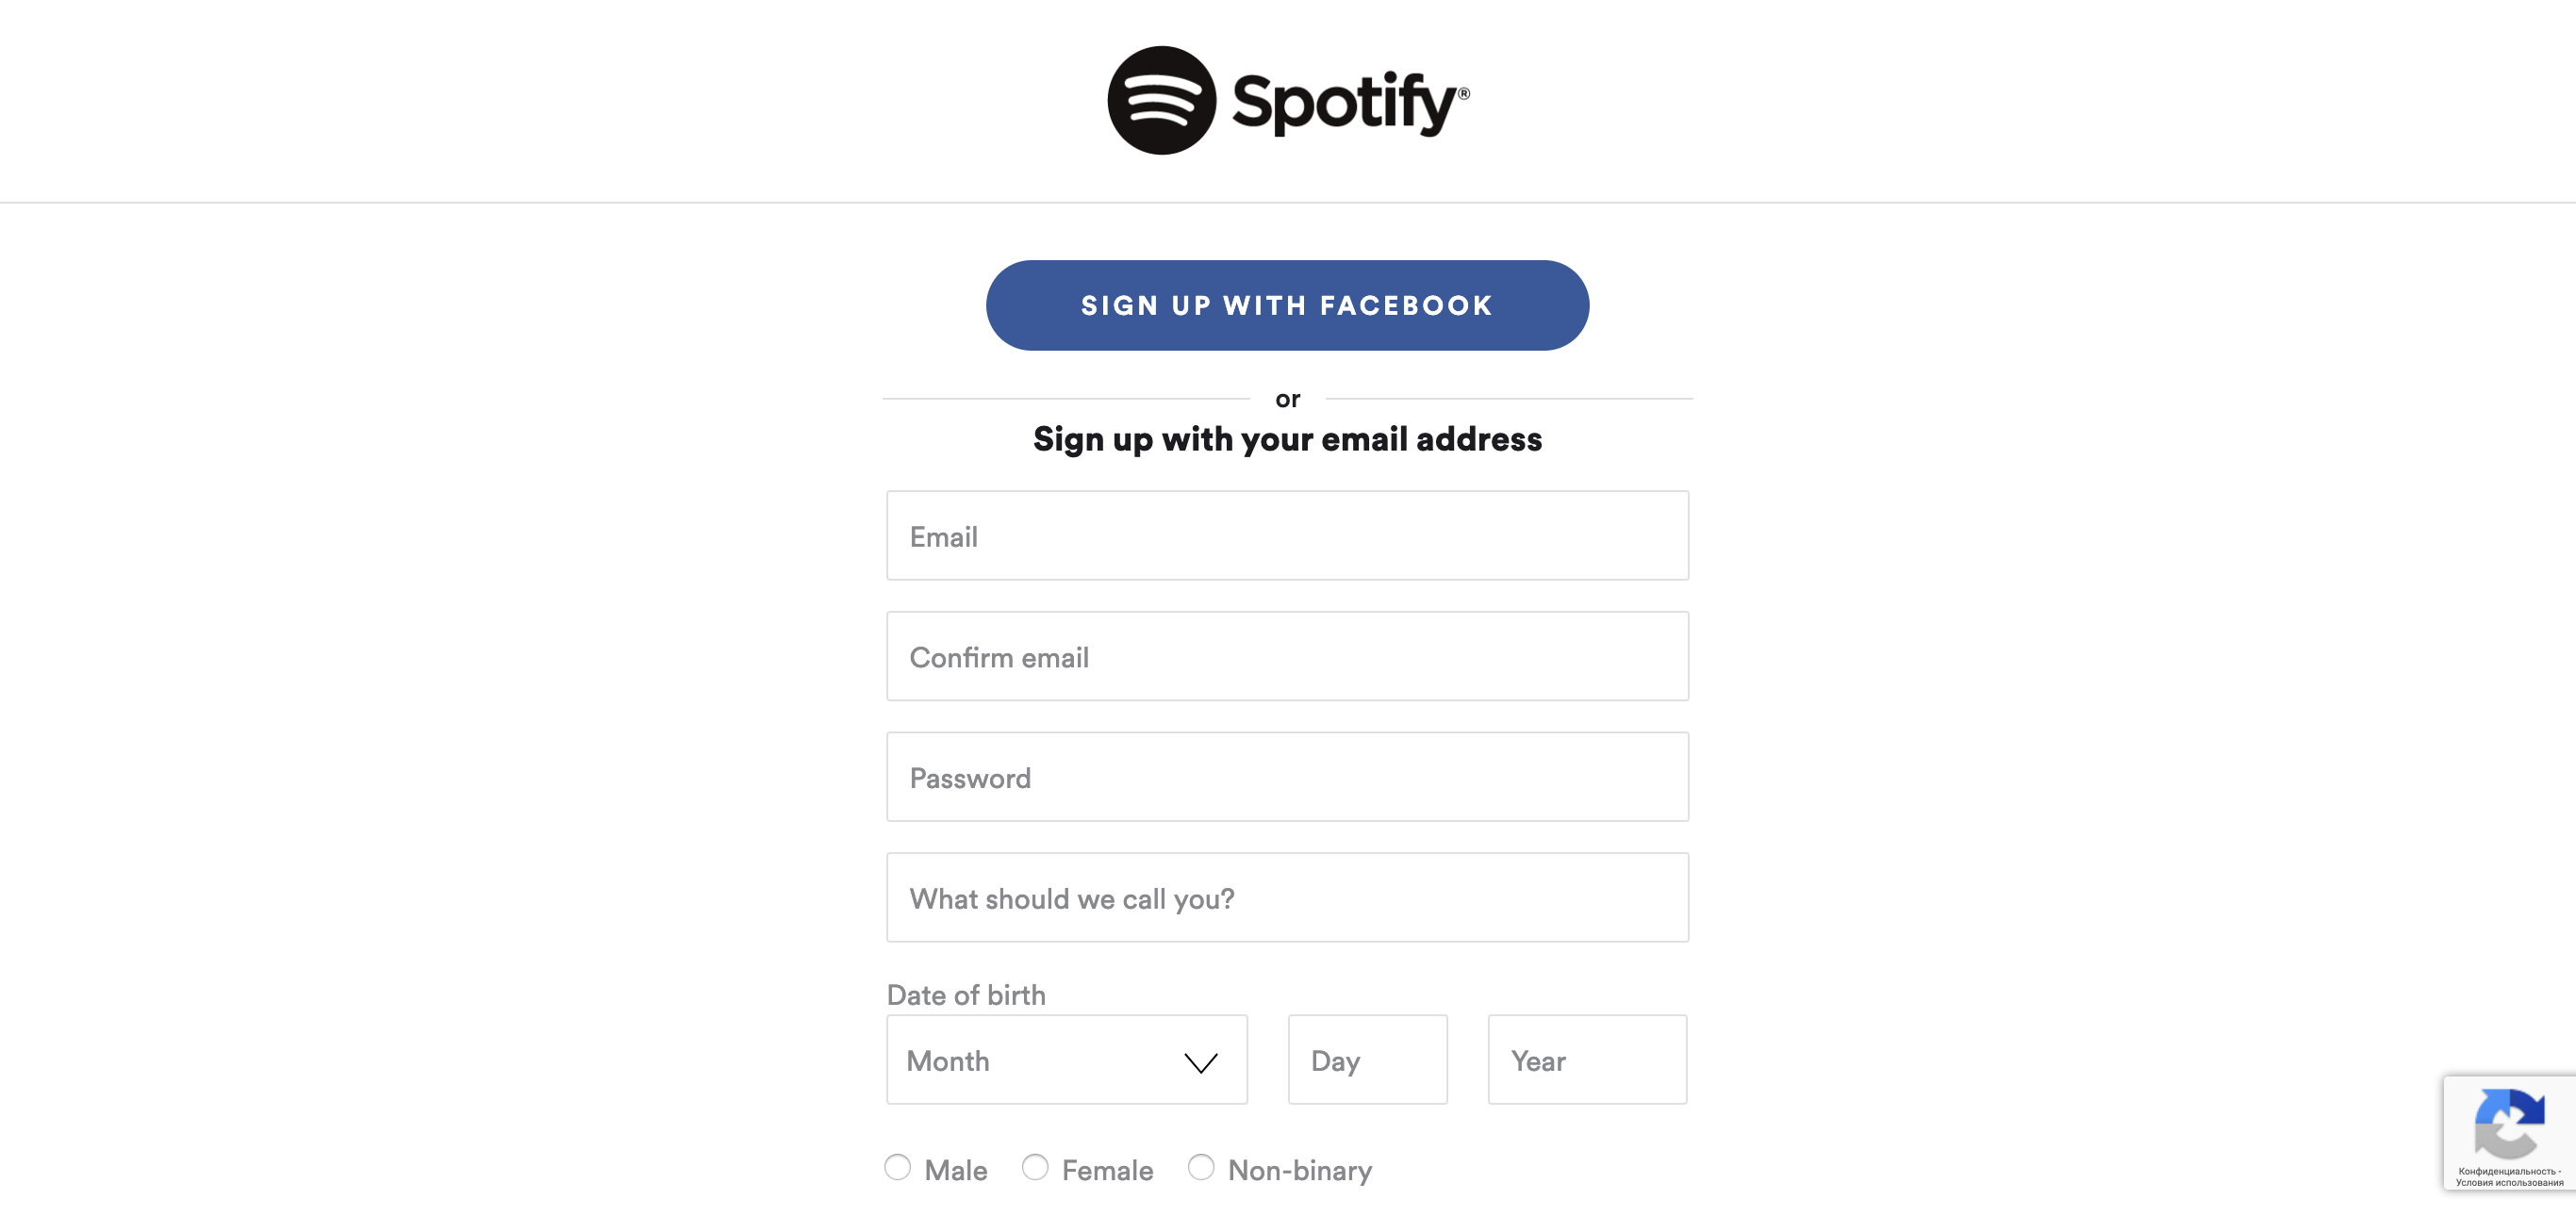 Spotify®
SIGN UP WITH FACEBOOK
or
Sign up with your email address
Email
Confirm email
Password
What should we call you?
Date of birth
Month
Day
Year
Male
Female
Non-binary
Конфиденциальность -
Условия использования